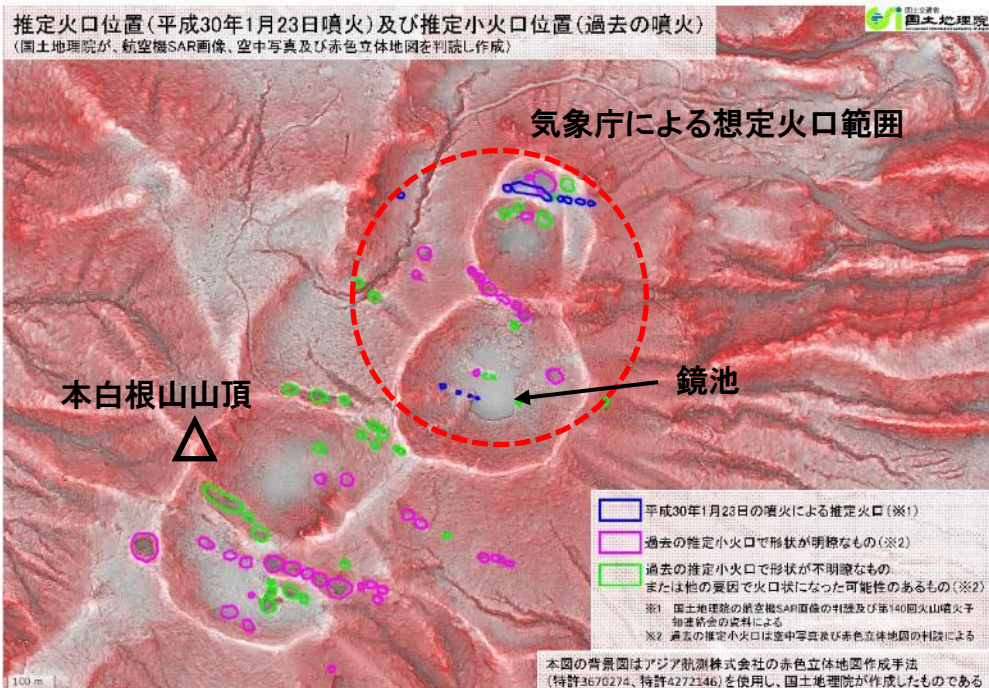 推定火口位置(平成30年1月23日噴火)及び推定小火口位置(過去の噴火)
(国土地理院が、航空機SAR画像、空中写真及び赤色立体地図を判読し作成)
国土交通省
国土地理院
気象庁による想定火口範囲
本白根山山頂
鏡池
平成30年1月23日の噴火による推定火口(※1)
過去の推定小火口で形状が明瞭なもの(※2)
過去の推定小火口で形状が不明瞭なもの
または他の要因で火口状になった可能性のあるもの(※2)
※1 国土地理院の航空機SAR画像の判読及び第140回火山噴火予
知連絡会の資料による
※2 過去の推定小火口は空中写真及び赤色立体地図の判読による
本図の背景図はアジア航測株式会社の赤色立体地図作成手法
(特許3670274、特許4272146)を使用し、国土地理院が作成したものである
100 m